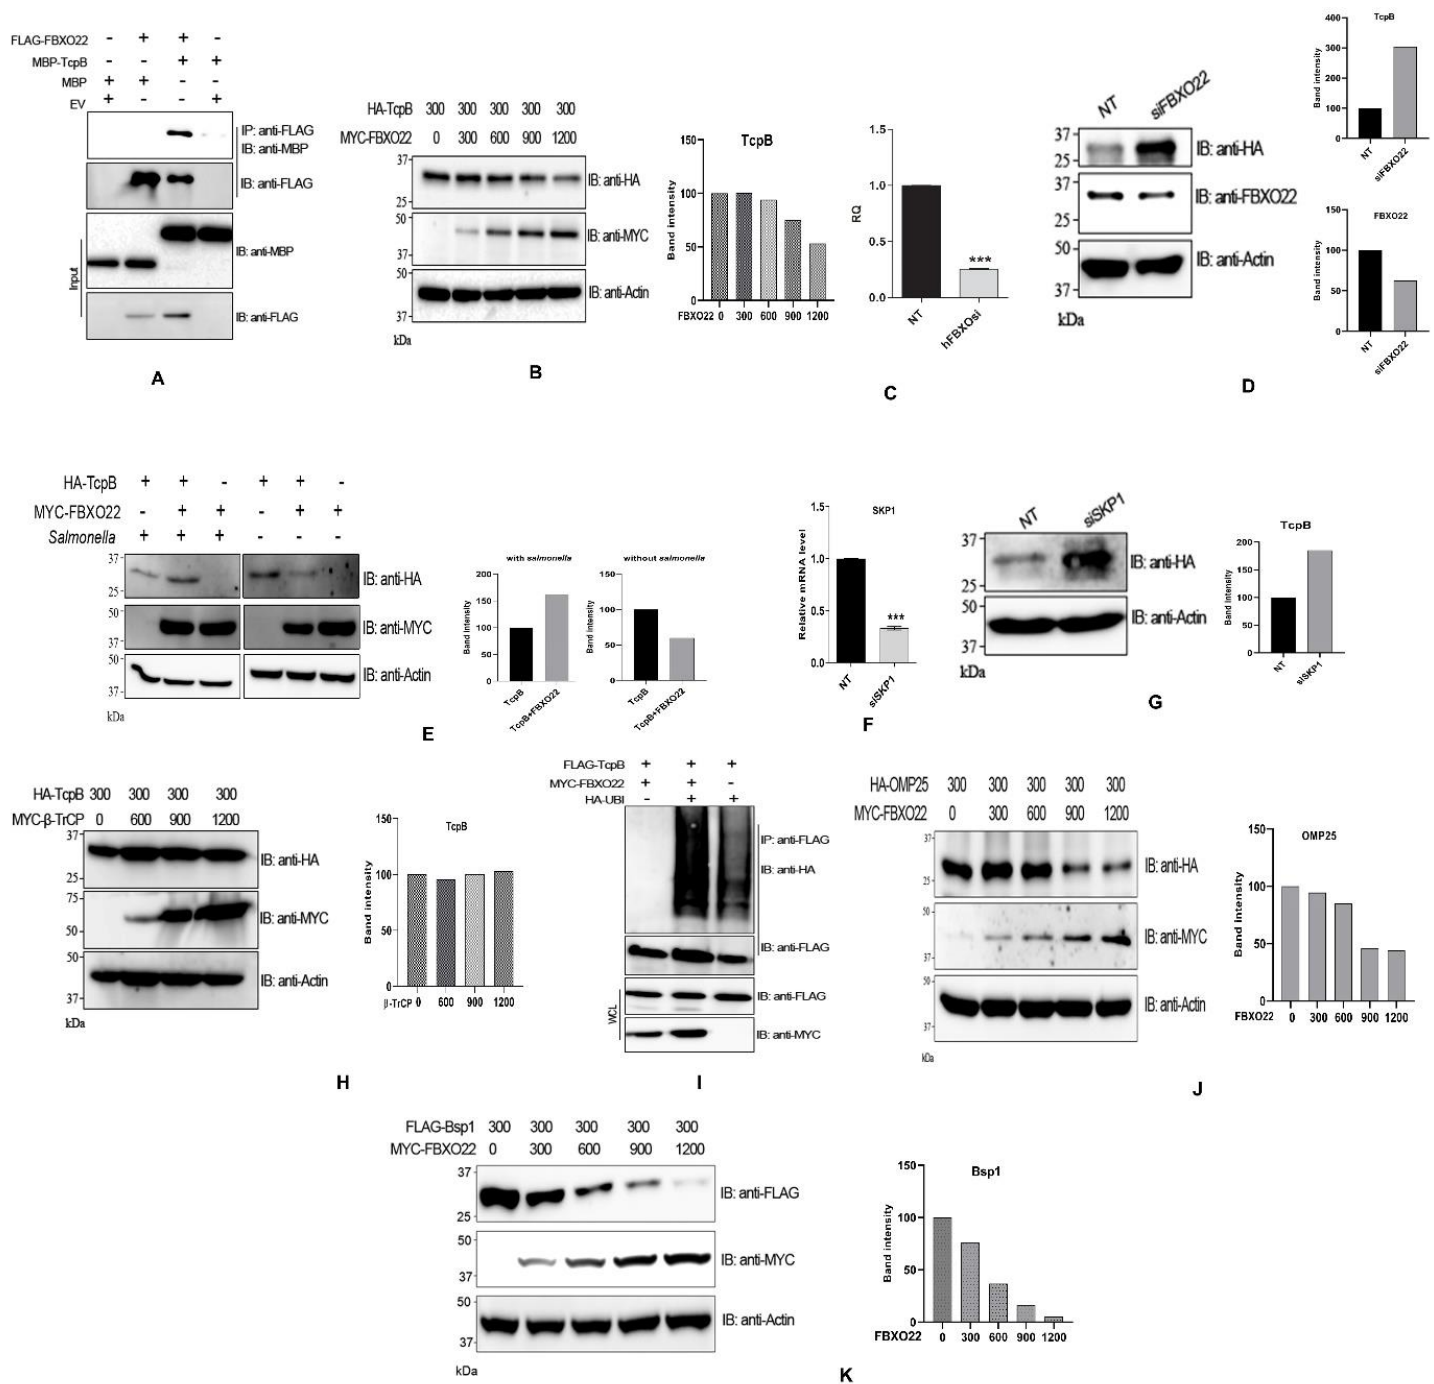 FLAG-FBXO22 - + + -
MBP-TcpB - - + +
MBP + + - -
EV + - - +
IP: anti-FLAG
IB: anti-MBP
IB: anti-FLAG
IB: anti-MBP
Input
IB: anti-FLAG
A
HA-TcpB 300 300 300 300 300
MYC-FBXO22 0 300 600 900 1200
37
IB: anti-HA
25
50
IB: anti-MYC
37
50
IB: anti-Actin
37
kDa
TcpB
Band intensity
150
100
50
0
FBXO22 0 300 600 900 1200
B
1.5
1.0
0.5
0.0
RQ
***
NT
hFBXOsi
C
NT siFBXO22
37
IB: anti-HA
25
37
IB: anti-FBXO22
25
50
IB: anti-Actin
37
kDa
TcpB
Band intensity
400
300
200
100
0
NT
siFBXO22
FBXO22
Band intensity
150
100
50
0
NT
siFBXO22
D
HA-TcpB + + - + + -
MYC-FBXO22 - + + - + +
Salmonella + + + - - -
37
IB: anti-HA
25
50
IB: anti-MYC
37
50
IB: anti-Actin
37
kDa
with salmonella
Band intensity
200
150
100
50
0
TcpB
TcpB+FBXO22
without salmonella
Band intensity
150
100
50
0
TcpB
TcpB+FBXO22
E
SKP1
Relative mRNA level
1.5
1.0
0.5
0.0
***
NT
siSKP1
F
NT siSKP1
37
IB: anti-HA
25
50
IB: anti-Actin
37
kDa
TcpB
Band intensity
200
150
100
50
0
NT
siSKP1
G
HA-TcpB 300 300 300 300
MYC-β-TrCP 0 600 900 1200
37
IB: anti-HA
25
75
IB: anti-MYC
50
50
IB: anti-Actin
37
kDa
TcpB
Band intensity
150
100
50
0
β-TrCP 0 600 900 1200
H
FLAG-TcpB + + +
MYC-FBXO22 + + -
HA-UBI - + +
IP: anti-FLAG
IB: anti-HA
IB: anti-FLAG
WCL
IB: anti-FLAG
IB: anti-MYC
I
HA-OMP25 300 300 300 300 300
MYC-FBXO22 0 300 600 900 1200
37
IB: anti-HA
25
50
IB: anti-MYC
37
50
IB: anti-Actin
37
kDa
OMP25
Band Intensity
150
100
50
0
FBXO22 0 300 600 900 1200
J
FLAG-Bsp1 300 300 300 300 300
MYC-FBXO22 0 300 600 900 1200
37
IB: anti-FLAG
25
50
IB: anti-MYC
37
50
IB: anti-Actin
37
kDa
Bsp1
Band intensity
150
100
50
0
FBXO22 0 300 600 900 1200
K